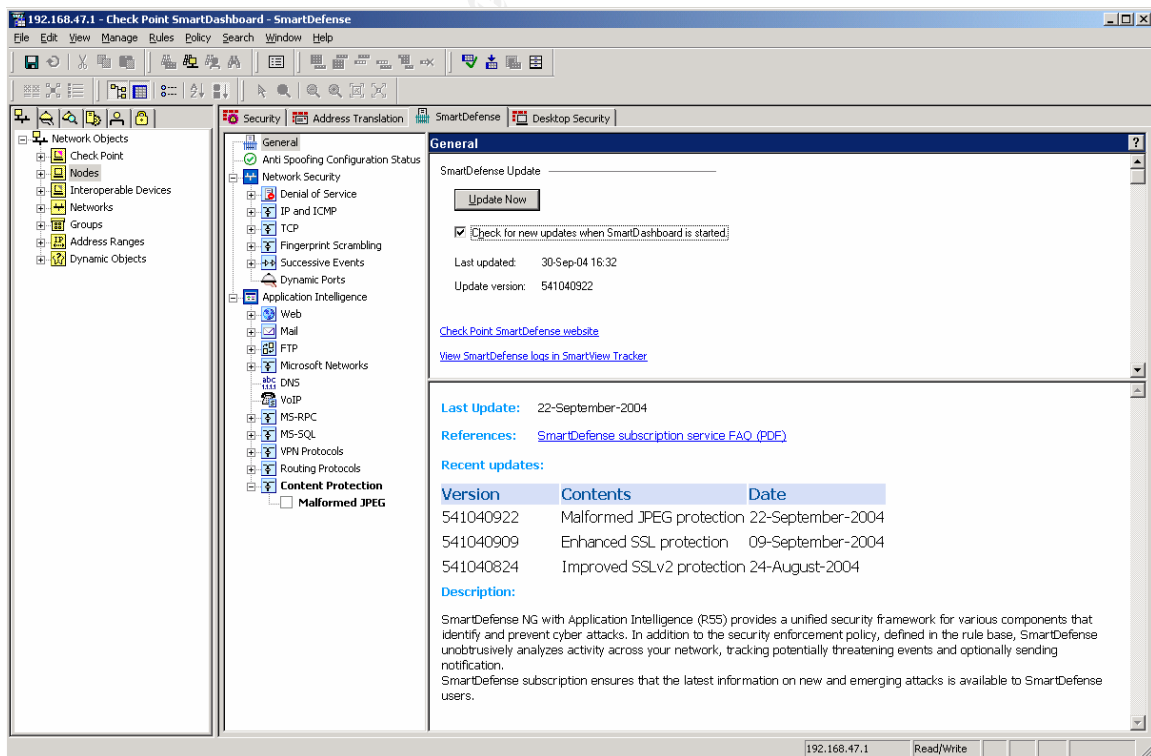 192.168.47.1 - Check Point SmartDashboard - SmartDefense
File Edit View Manage Rules Policy Search Window Help
Security Address Translation SmartDefense Desktop Security
Network Objects
Check Point
Nodes
Interoperable Devices
Networks
Groups
Address Ranges
Dynamic Objects
General
Anti Spoofing Configuration Status
Network Security
Denial of Service
IP and ICMP
TCP
Fingerprint Scrambling
Successive Events
Dynamic Ports
Application Intelligence
Web
Mail
FTP
Microsoft Networks
DNS
VoIP
MS-RPC
MS-SQL
VPN Protocols
Routing Protocols
Content Protection
Malformed JPEG
General ?
SmartDefense Update
Update Now
Check for new updates when SmartDashboard is started.
Last updated: 30-Sep-04 16:32
Update version: 541040922
Check Point SmartDefense website
View SmartDefense logs in SmartView Tracker
Last Update: 22-September-2004
References: SmartDefense subscription service FAQ (PDF)
Recent updates:
Version Contents Date
541040922 Malformed JPEG protection 22-September-2004
541040909 Enhanced SSL protection 09-September-2004
541040824 Improved SSLv2 protection 24-August-2004
Description:
SmartDefense NG with Application Intelligence (R55) provides a unified security framework for various components that
identify and prevent cyber attacks. In addition to the security enforcement policy, defined in the rule base, SmartDefense
unobtrusively analyzes activity across your network, tracking potentially threatening events and optionally sending
notification.
SmartDefense subscription ensures that the latest information on new and emerging attacks is available to SmartDefense
users.
192.168.47.1 Read/Write